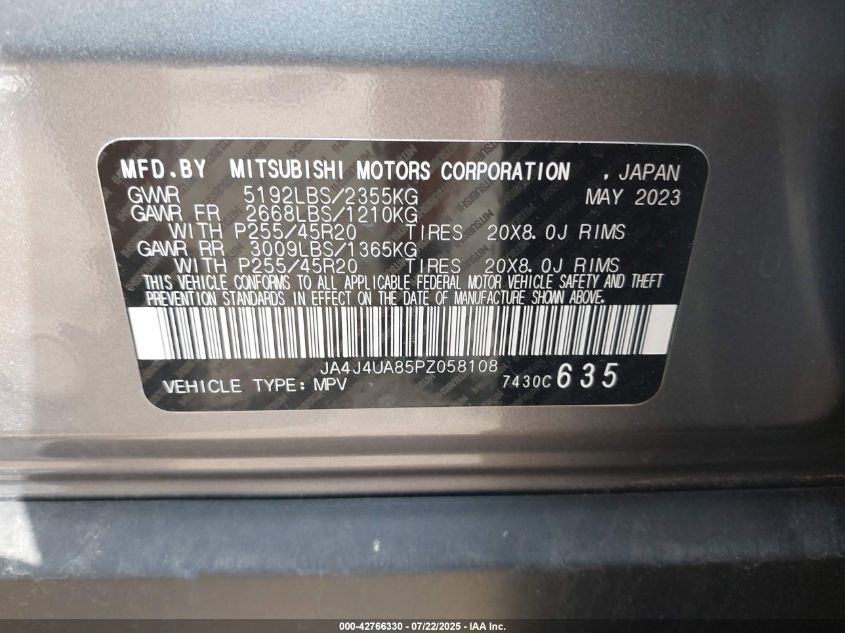 MFD.BY MITSUBISHI MOTORS CORPORATION , JAPAN
GVWR 5192LBS/2355KG MAY 2023
GAWR FR 2668LBS/1210KG
WITH P255/45R20 TIRES 20X8.0J RIMS
GAWR RR 3009LBS/1365KG
WITH P255/45R20 TIRES 20X8.0J RIMS
THIS VEHICLE CONFORMS TO ALL APPLICABLE FEDERAL MOTOR VEHICLE SAFETY AND THEFT
PREVENTION STANDARDS IN EFFECT ON THE DATE OF MANUFACTURE SHOWN ABOVE.
JA4J4UA85PZ058108
VEHICLE TYPE: MPV 7430C 635
000-42766330 - 07/22/2025 - IAA Inc.